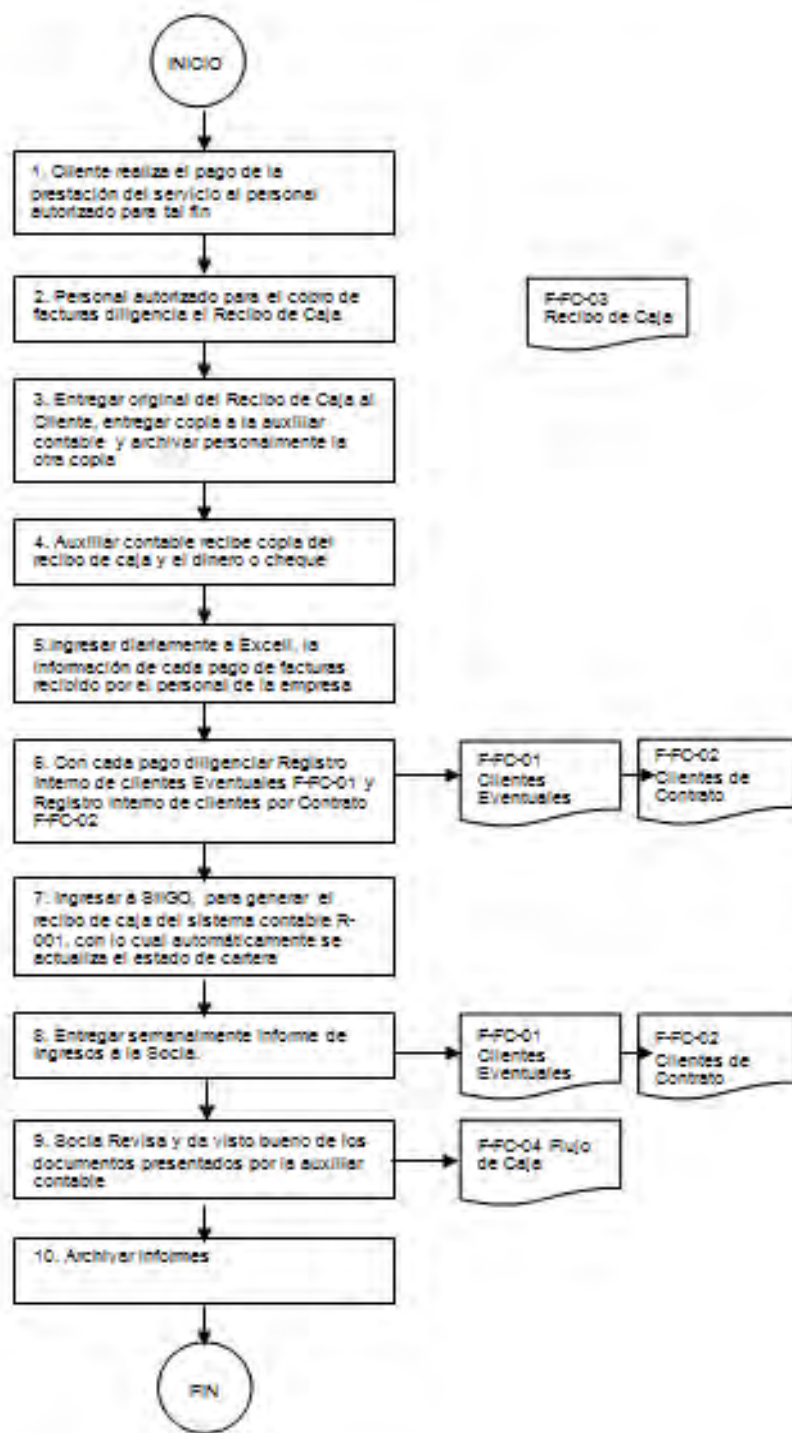 INICIO
1. Cliente realiza el pago de la
prestación del servicio al personal
autorizado para tal fin
2. Personal autorizado para el cobro de
facturas diligencia el Recibo de Caja
F-FC-03
Recibo de Caja
3. Entregar original del Recibo de Caja al
Cliente, entregar copia a la auxiliar
contable y archivar personalmente la
otra copia
4. Auxiliar contable recibe copia del
recibo de caja y el dinero o cheque
5.Ingresar diariamente a Excell, la
información de cada pago de facturas
recibido por el personal de la empresa
6. Con cada pago diligenciar Registro
Interno de clientes Eventuales F-FC-01 y
Registro Interno de clientes por Contrato
F-FC-02
F-FC-01
Clientes
Eventuales
F-FC-02
Clientes de
Contrato
7. Ingresar a SIIGO, para generar el
recibo de caja del sistema contable R-
001, con lo cual automáticamente se
actualiza el estado de cartera
8. Entregar semanalmente Informe de
Ingresos a la Socia.
F-FC-01
Clientes
Eventuales
F-FC-02
Clientes de
Contrato
9. Socia Revisa y da visto bueno de los
documentos presentados por la auxiliar
contable
F-FC-04 Flujo
de Caja
10. Archivar Informes
FIN